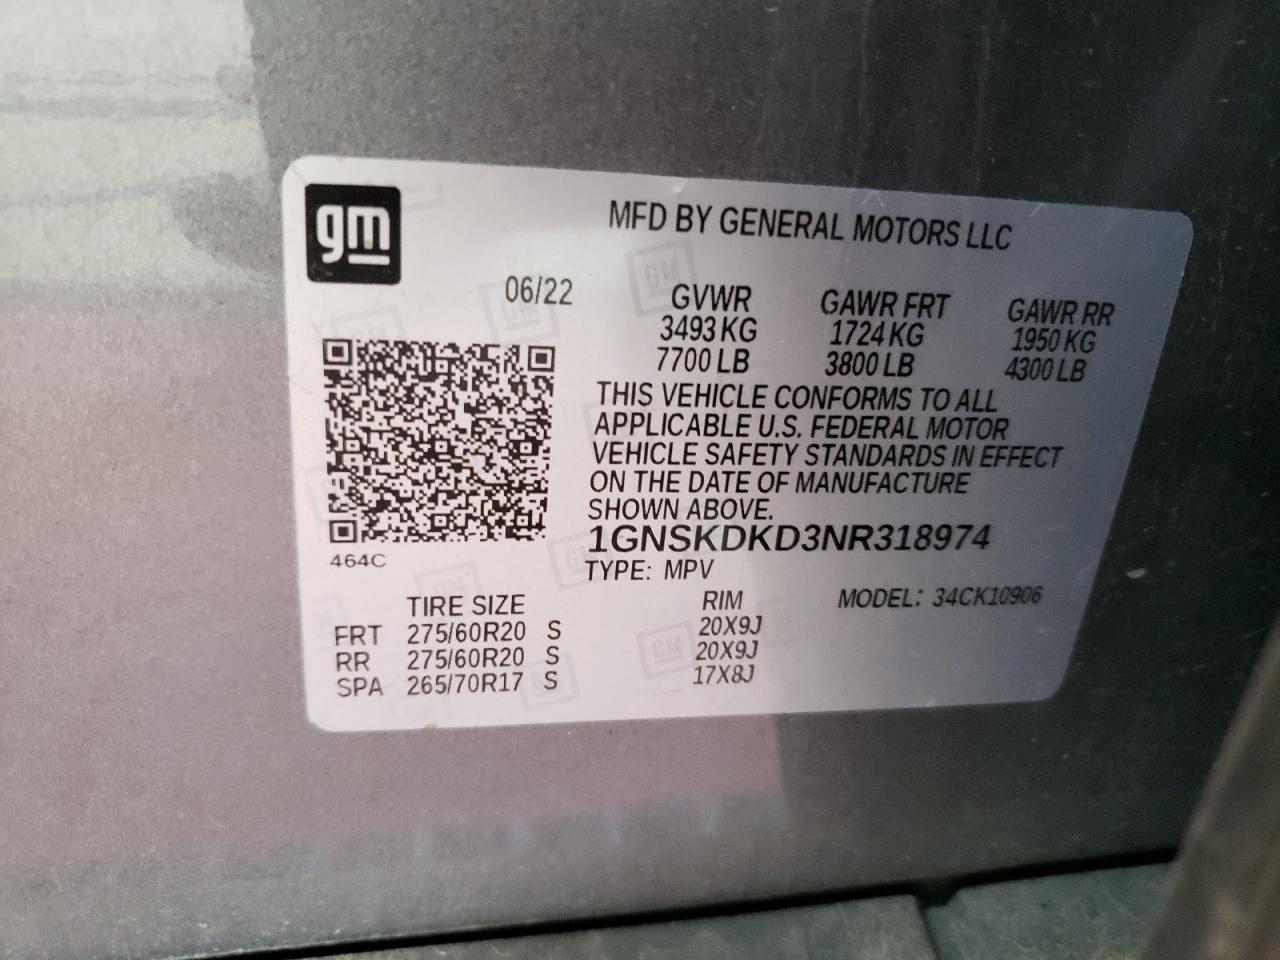 gm
MFD BY GENERAL MOTORS LLC
06/22 GVWR GAWR FRT GAWR RR
3493 KG 1724 KG 1950 KG
7700 LB 3800 LB 4300 LB
THIS VEHICLE CONFORMS TO ALL
APPLICABLE U.S. FEDERAL MOTOR
VEHICLE SAFETY STANDARDS IN EFFECT
ON THE DATE OF MANUFACTURE
SHOWN ABOVE.
1GNSKDKD3NR318974
464C
TYPE: MPV
TIRE SIZE RIM MODEL: 34CK10906
FRT 275/60R20 S 20X9J
RR 275/60R20 S 20X9J
SPA 265/70R17 S 17X8J